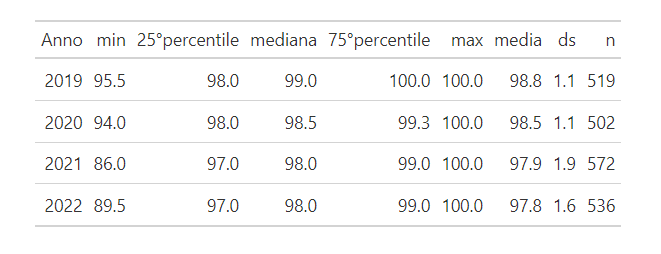 Anno min 25°percentile mediana 75°percentile max media ds n
2019 95.5 98.0 99.0 100.0 100.0 98.8 1.1 519
2020 94.0 98.0 98.5 99.3 100.0 98.5 1.1 502
2021 86.0 97.0 98.0 99.0 100.0 97.9 1.9 572
2022 89.5 97.0 98.0 99.0 100.0 97.8 1.6 536